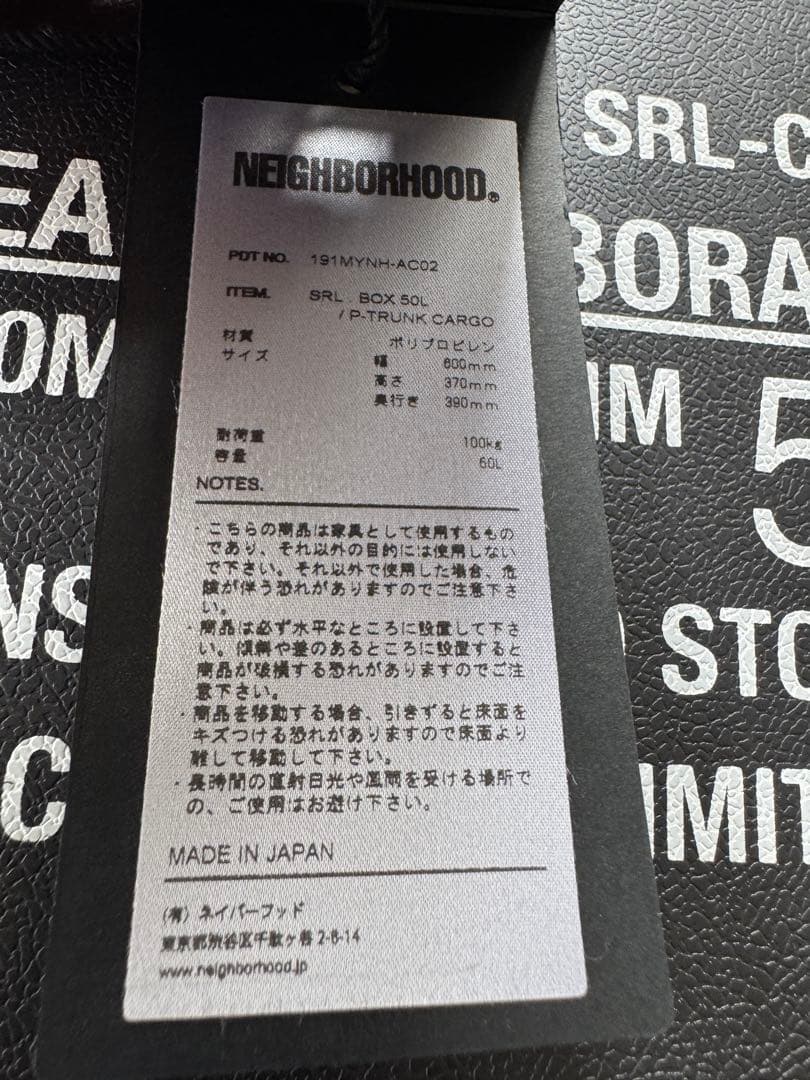 NEIGHBORHOOD®
PDT NO. 191MYNH-AC02
ITEM. SRL . BOX 50L
/ P-TRUNK CARGO
材質 ポリプロピレン
サイズ 幅 600mm
高さ 370mm
奥行き 390mm
耐荷重 100kg
容量 50L
NOTES.
・こちらの商品は家具として使用するもの
であり、それ以外の目的には使用しない
で下さい。それ以外で使用した場合、危
険が伴う恐れがありますのでご注意下さ
い。
・商品は必ず水平なところに設置して下さ
い。傾斜や差のあるところに設置すると
商品が破損する恐れがありますのでご注
意下さい。
・商品を移動する場合、引きずると床面を
キズつける恐れがありますので床面より
離して移動して下さい。
・長時間の直射日光や風雨を受ける場所で
の、ご使用はお避け下さい。
MADE IN JAPAN
(有) ネイバーフッド
東京都渋谷区千駄ヶ谷 2-6-14
www.neighborhood.jp
EA
OM
NS
C
SRL-C
BORA
UM
5
STO
IMIT